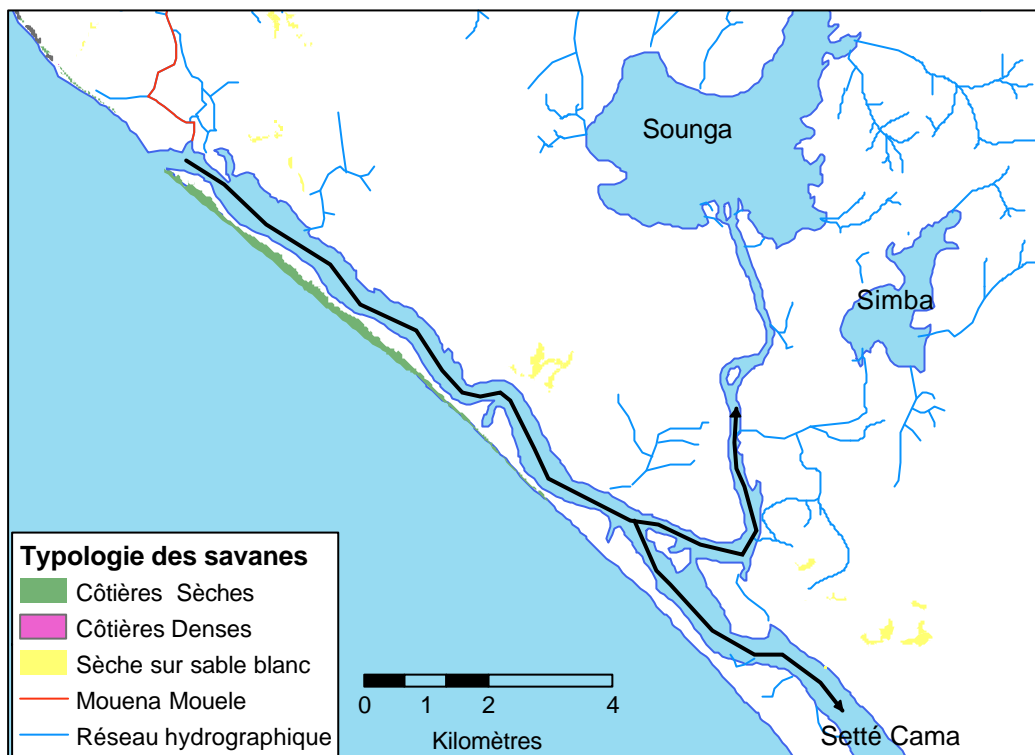 Sounga
Simba
Typologie des savanes
Côtières Sèches
Côtières Denses
Sèche sur sable blanc
Mouena Mouele
Réseau hydrographique
0 1 2 4
Kilomètres
Setté Cama